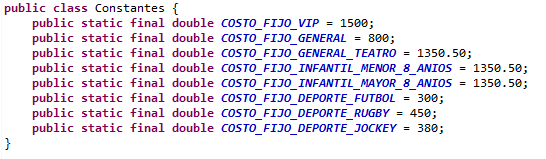 public class Constantes {
public static final double COSTO_FIJO_VIP = 1500;
public static final double COSTO_FIJO_GENERAL = 800;
public static final double COSTO_FIJO_GENERAL_TEATRO = 1350.50;
public static final double COSTO_FIJO_INFANTIL_MENOR_8_ANIOS = 1350.50;
public static final double COSTO_FIJO_INFANTIL_MAYOR_8_ANIOS = 1350.50;
public static final double COSTO_FIJO_DEPORTE_FUTBOL = 300;
public static final double COSTO_FIJO_DEPORTE_RUGBY = 450;
public static final double COSTO_FIJO_DEPORTE_JOCKEY = 380;
}